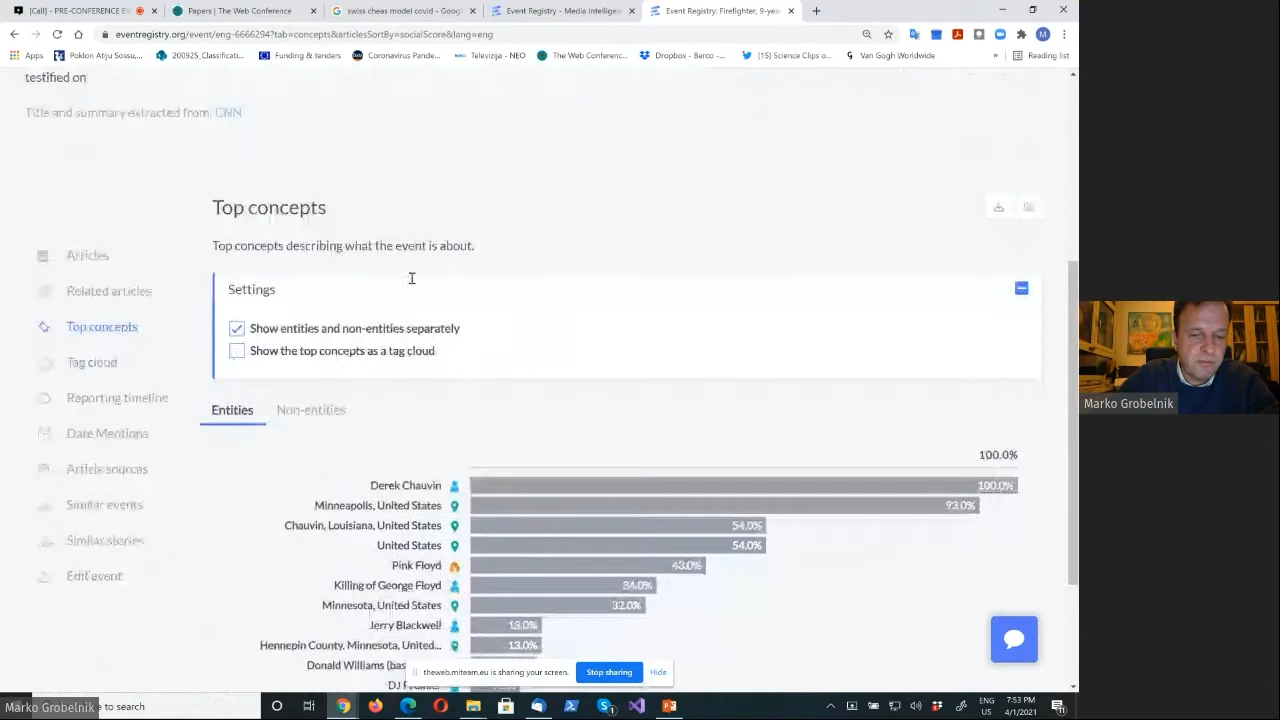 [Call] - PRE-CONFERENCE EV
Papers | The Web Conference
swiss cheas model covid - Googl
Event Registry - Media Intelligen
Event Registry: Firefighter, 9-year
eventregistry.org/event/eng-6666294?tab=concepts&articlesSortBy=socialScore&lang=eng
Apps
Poklon Atiju Sossu,...
200925_Classificati...
Funding & tenders
Coronavirus Pande...
Televizija - NEO
The Web Conferenc...
Dropbox - Berco -...
(15) Science Clips o...
Van Gogh Worldwide
»
Reading list
testified on
Title and summary extracted from. CNN
Top concepts
Top concepts describing what the event is about.
Settings
Show entities and non-entities separately
Show the top concepts as a tag cloud
Articles
Related articles
Top concepts
Tag cloud
Reporting timeline
Date Mentions
Article sources
Similar events
Similar stories
Edit event
Entities Non-entities
100.0%
Derek Chauvin 100.0%
Minneapolis, United States 93.0%
Chauvin, Louisiana, United States 54.0%
United States 54.0%
Pink Floyd 43.0%
Killing of George Floyd 34.0%
Minnesota, United States 32.0%
Jerry Blackwell 13.0%
Hennepin County, Minnesota, United... 13.0%
Donald Williams (bas
theweb.miteam.eu is sharing your screen. Stop sharing Hide
Marko Grobelnik
Marko Grobelnik
e to search
ENG
US
7:53 PM
4/1/2021